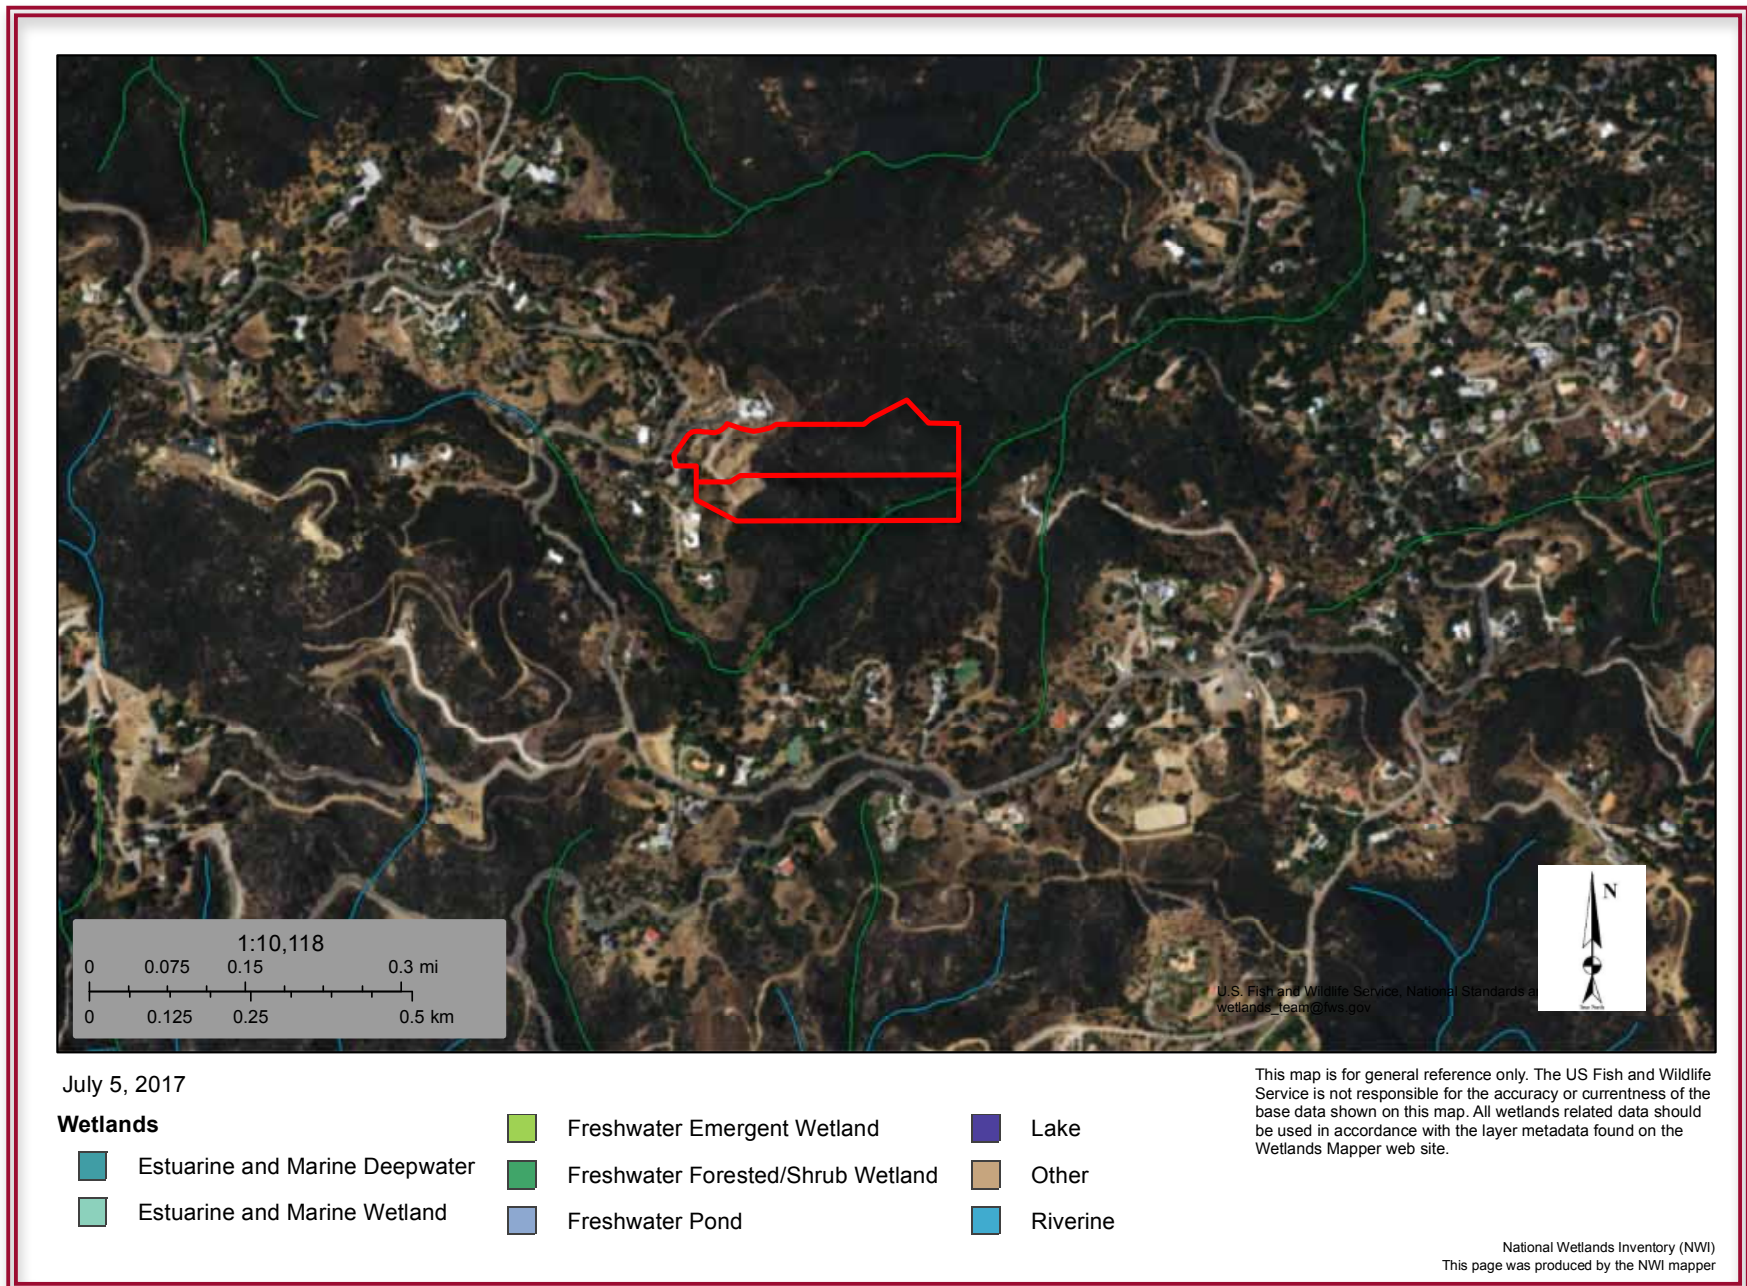 N
1:10,118
0 0.075 0.15 0.3 mi
0 0.125 0.25 0.5 km
U.S. Fish and Wildlife Service, National Standards a
wetlands_team@fws.gov
July 5, 2017
Wetlands
Estuarine and Marine Deepwater
Estuarine and Marine Wetland
Freshwater Emergent Wetland
Freshwater Forested/Shrub Wetland
Freshwater Pond
Lake
Other
Riverine
This map is for general reference only. The US Fish and Wildlife
Service is not responsible for the accuracy or currentness of the
base data shown on this map. All wetlands related data should
be used in accordance with the layer metadata found on the
Wetlands Mapper web site.
National Wetlands Inventory (NWI)
This page was produced by the NWI mapper